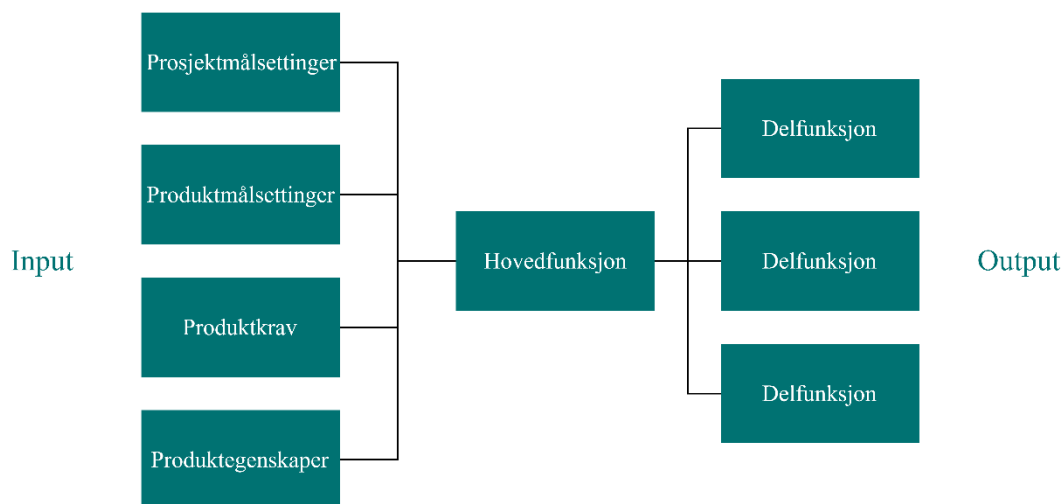 Prosjektmålsettinger
Produktmålsettinger
Input
Produktkrav
Produktegenskaper
Hovedfunksjon
Delfunksjon
Delfunksjon
Delfunksjon
Output